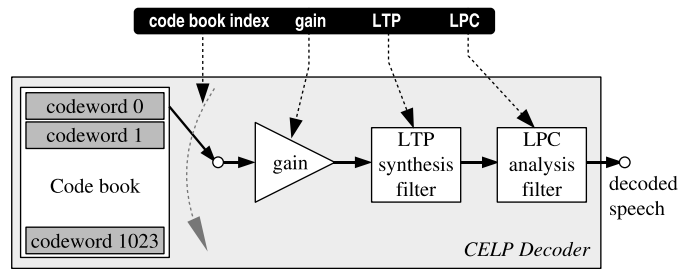 code book index gain LTP LPC
codeword 0
codeword 1
Code book
codeword 1023
gain
LTP
synthesis
filter
LPC
analysis
filter
decoded
speech
CELP Decoder